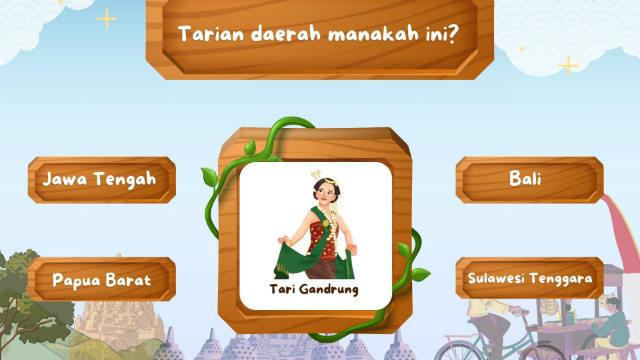 Tarian daerah manakah ini?
Jawa Tengah
Bali
Papua Barat
Sulawesi Tenggara
Tari Gandrung